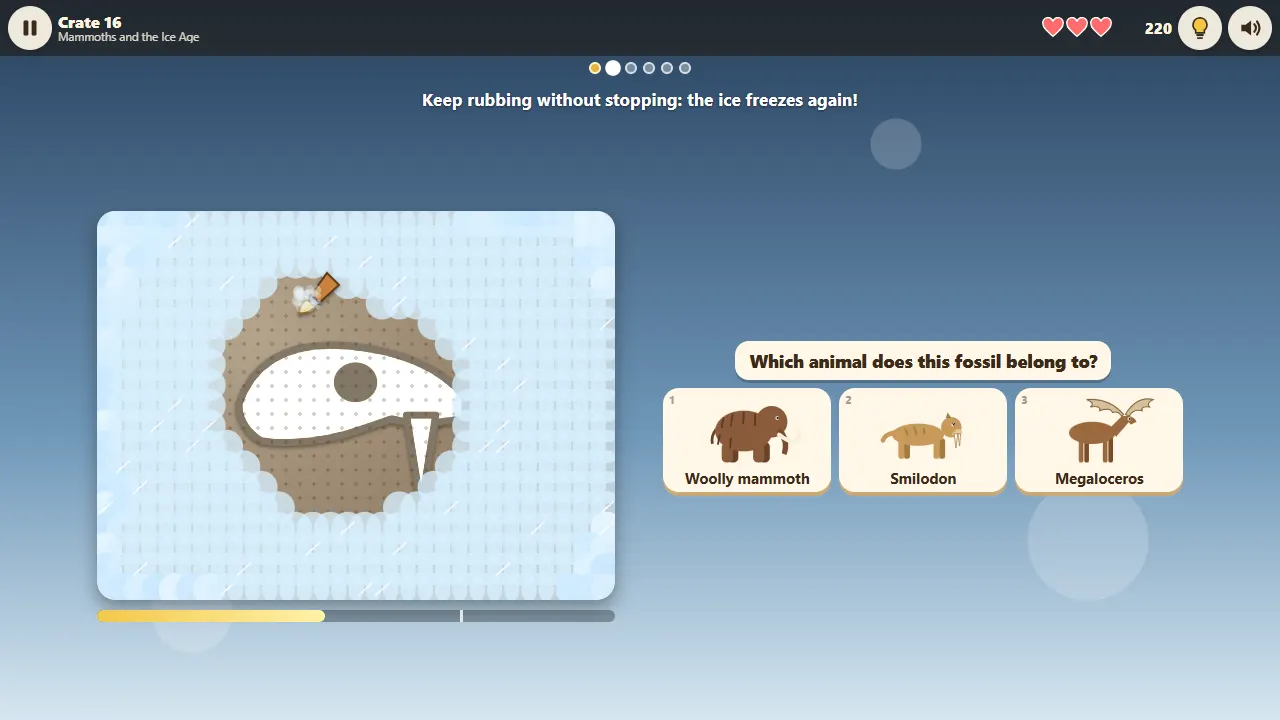 Crate 16
Mammoths and the Ice Age
220
Keep rubbing without stopping: the ice freezes again!
Which animal does this fossil belong to?
1
Woolly mammoth
2
Smilodon
3
Megaloceros